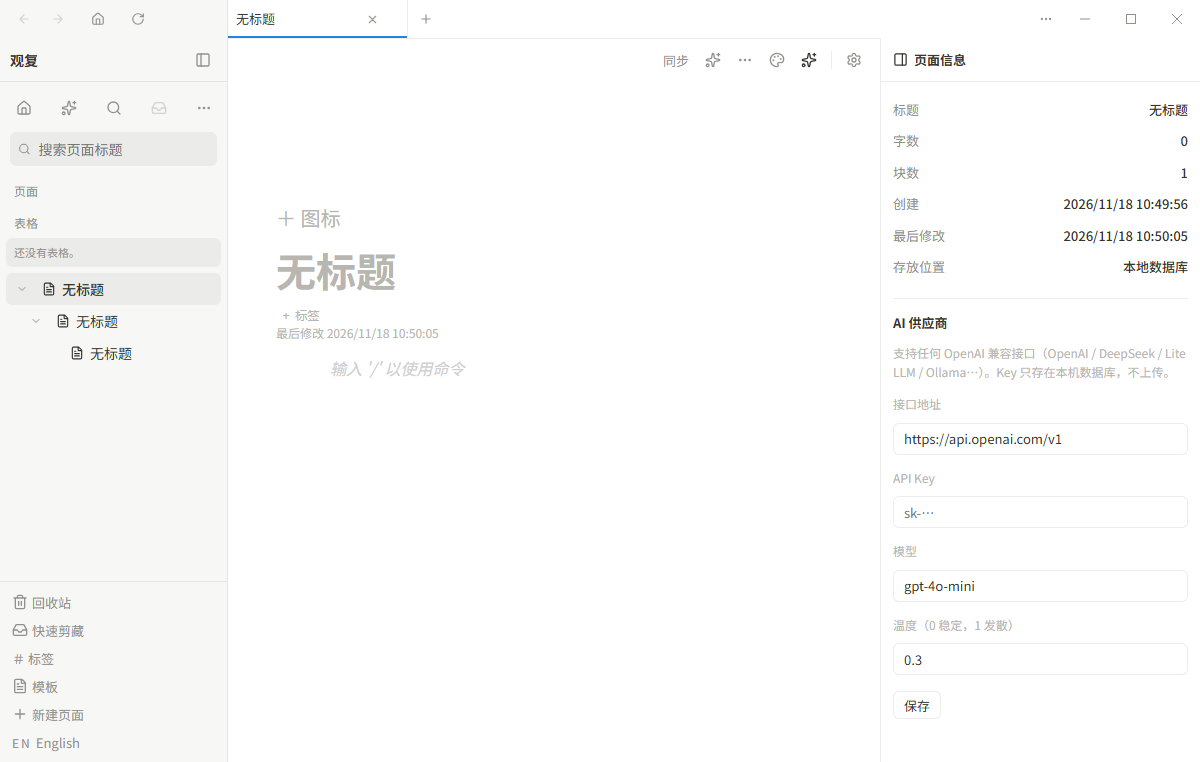 无标题
观复
搜索页面标题
页面
表格
还没有表格。
无标题
无标题
无标题
回收站
快速剪藏
# 标签
模板
新建页面
EN English
同步
图标
无标题
+ 标签
最后修改 2026/11/18 10:50:05
输入 '/' 以使用命令
页面信息
标题 无标题
字数 0
块数 1
创建 2026/11/18 10:49:56
最后修改 2026/11/18 10:50:05
存放位置 本地数据库
AI 供应商
支持任何 OpenAI 兼容接口（OpenAI / DeepSeek / Lite
LLM / Ollama…）。Key 只存在本机数据库，不上传。
接口地址
https://api.openai.com/v1
API Key
sk-…
模型
gpt-4o-mini
温度（0 稳定，1 发散）
0.3
保存